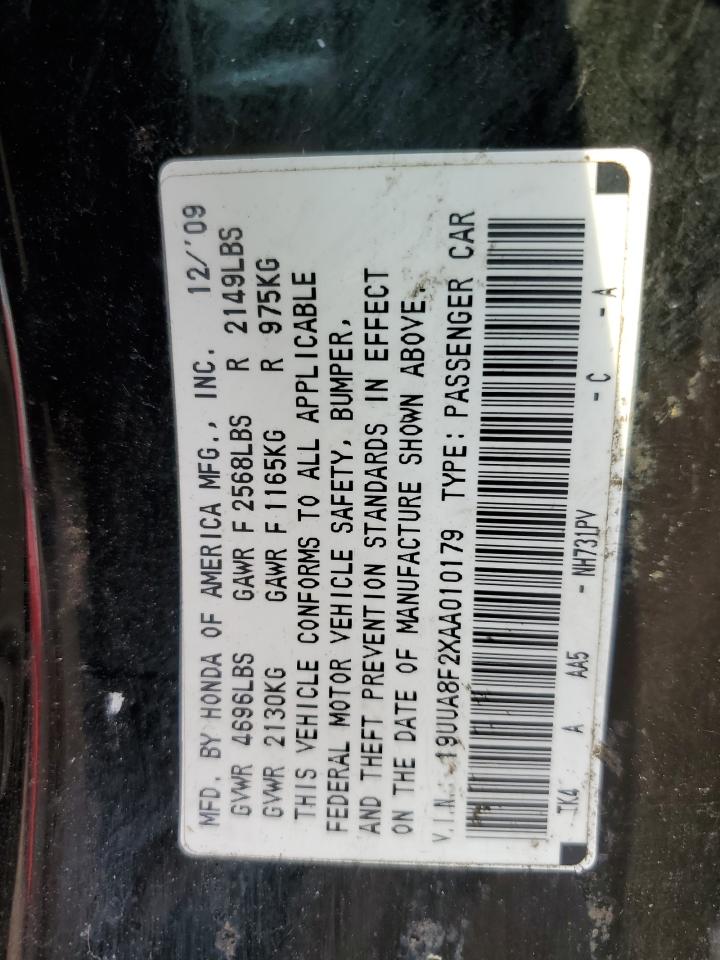 MFD. BY HONDA OF AMERICA MFG., INC. 12/'09
GVWR 4696LBS GAWR F 2568LBS R 2149LBS
GVWR 2130KG GAWR F 1165KG R 975KG
THIS VEHICLE CONFORMS TO ALL APPLICABLE
FEDERAL MOTOR VEHICLE SAFETY, BUMPER,
AND THEFT PREVENTION STANDARDS IN EFFECT
ON THE DATE OF MANUFACTURE SHOWN ABOVE.
V.I.N.: 19UUA8F2XAA010179 TYPE: PASSENGER CAR
TK4 A AA5 - NH731PV - C - A